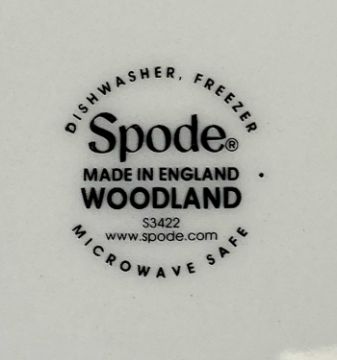 DISHWASHER, FREEZER
Spode®
MADE IN ENGLAND
WOODLAND
S3422
www.spode.com
MICROWAVE SAFE